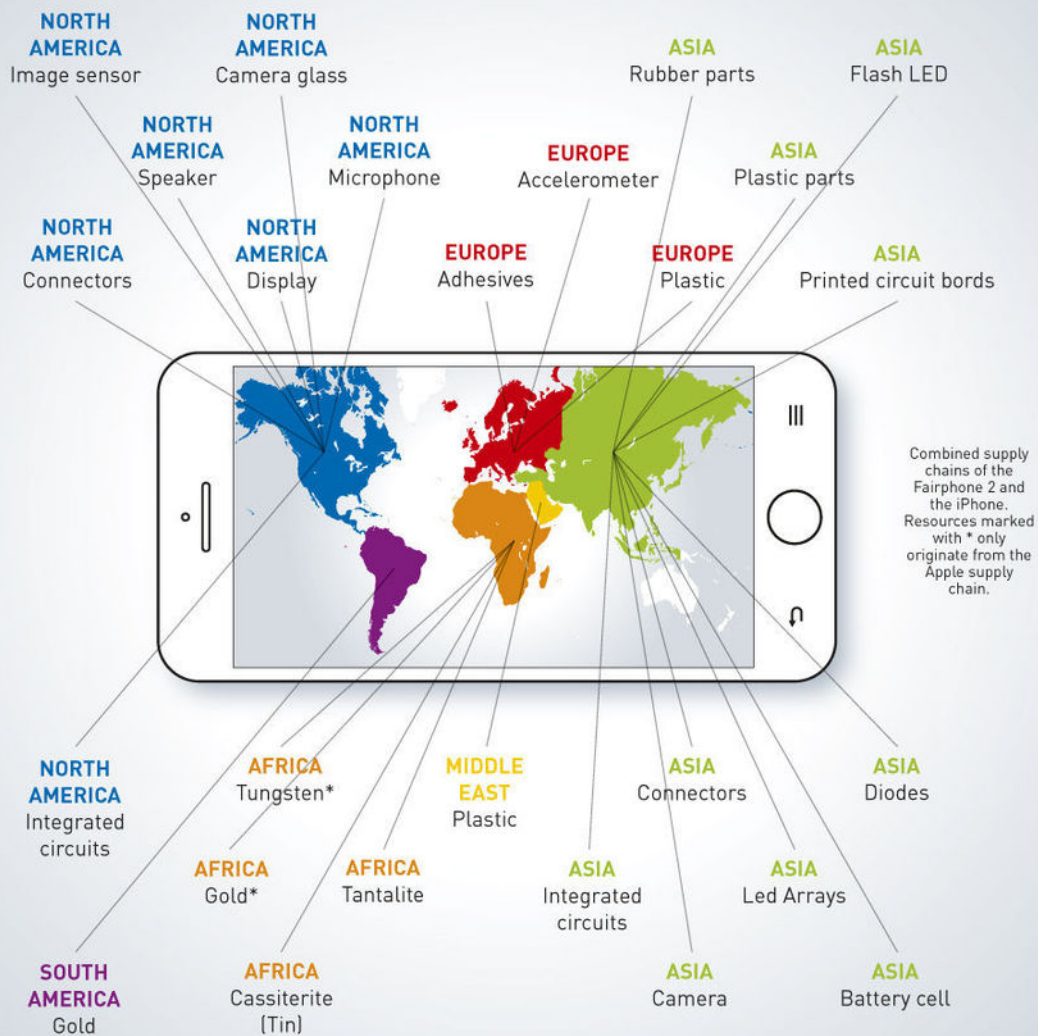 NORTH
AMERICA
Image sensor
NORTH
AMERICA
Camera glass
ASIA
Rubber parts
ASIA
Flash LED
NORTH
AMERICA
Speaker
NORTH
AMERICA
Microphone
EUROPE
Accelerometer
ASIA
Plastic parts
NORTH
AMERICA
Connectors
NORTH
AMERICA
Display
EUROPE
Adhesives
EUROPE
Plastic
ASIA
Printed circuit bords
Combined supply
chains of the
Fairphone 2 and
the iPhone.
Resources marked
with * only
originate from the
Apple supply
chain.
NORTH
AMERICA
Integrated
circuits
AFRICA
Tungsten*
MIDDLE
EAST
Plastic
ASIA
Connectors
ASIA
Diodes
AFRICA
Gold*
AFRICA
Tantalite
ASIA
Integrated
circuits
ASIA
Led Arrays
SOUTH
AMERICA
Gold
AFRICA
Cassiterite
(Tin)
ASIA
Camera
ASIA
Battery cell